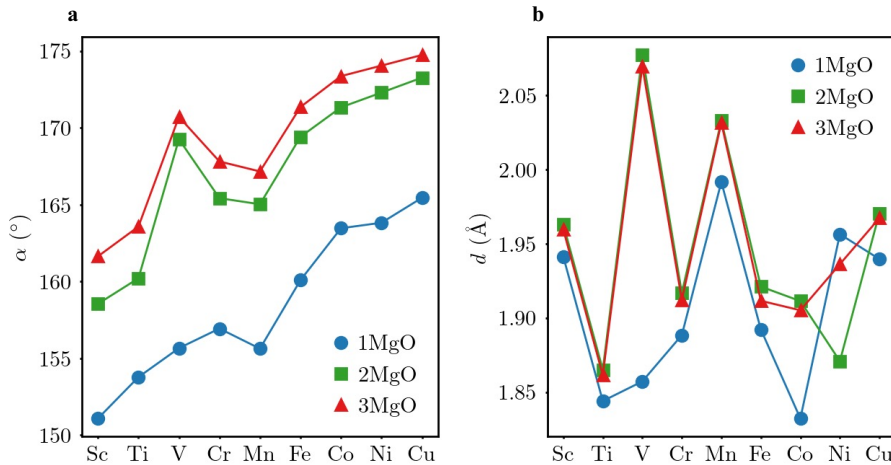 a
175
170
165
160
155
150
α (°)
1MgO
2MgO
3MgO
Sc Ti V Cr Mn Fe Co Ni Cu
b
2.05
2.00
1.95
1.90
1.85
d (Å)
1MgO
2MgO
3MgO
Sc Ti V Cr Mn Fe Co Ni Cu